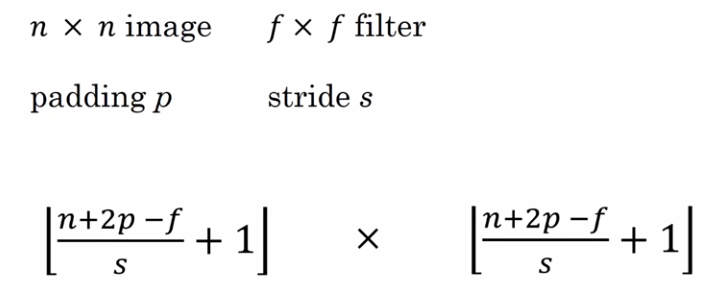 n × n image f × f filter
padding p stride s
⌊(n+2p −f)/s + 1⌋ × ⌊(n+2p −f)/s + 1⌋